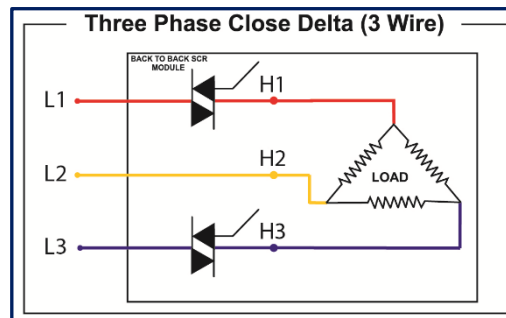 Three Phase Close Delta (3 Wire)
BACK TO BACK SCR
MODULE
H1
L1
H2
L2
LOAD
H3
L3